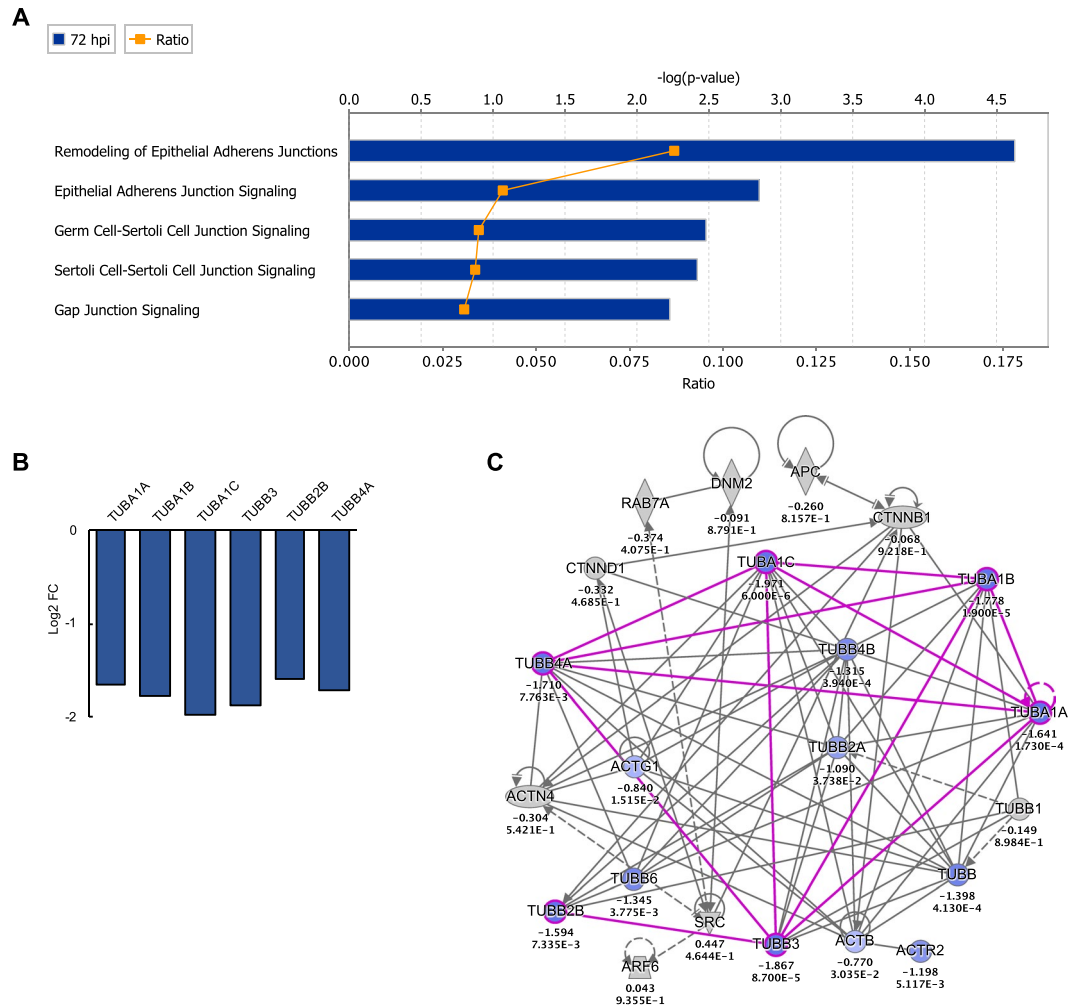 A
72 hpi
Ratio
-log(p-value)
0.0 0.5 1.0 1.5 2.0 2.5 3.0 3.5 4.0 4.5
Remodeling of Epithelial Adherens Junctions
Epithelial Adherens Junction Signaling
Germ Cell-Sertoli Cell Junction Signaling
Sertoli Cell-Sertoli Cell Junction Signaling
Gap Junction Signaling
0.000 0.025 0.050 0.075 0.100 0.125 0.150 0.175
Ratio
B
TUBA1A TUBA1B TUBA1C TUBB3 TUBB2B TUBB4A
Log2 FC
0
-1
-2
C
APC
−0.260
8.157E−1
DNM2
−0.091
8.791E−1
RAB7A
−0.374
4.075E−1
CTNNB1
−0.068
9.218E−1
CTNND1
−0.332
4.685E−1
TUBA1C
−1.971
6.000E−6
TUBA1B
−1.778
1.900E−5
TUBB4A
−1.710
7.763E−3
TUBB4B
−1.315
3.940E−4
TUBA1A
−1.641
1.730E−4
TUBB2A
−1.090
3.738E−2
ACTG1
−0.840
1.515E−2
ACTN4
−0.304
5.421E−1
TUBB1
−0.149
8.984E−1
TUBB6
−1.345
3.775E−3
TUBB
−1.398
4.130E−4
TUBB2B
−1.594
7.335E−3
SRC
0.447
4.644E−1
TUBB3
−1.867
8.700E−5
ACTB
−0.770
3.035E−2
ACTR2
−1.198
5.117E−3
ARF6
0.043
9.355E−1